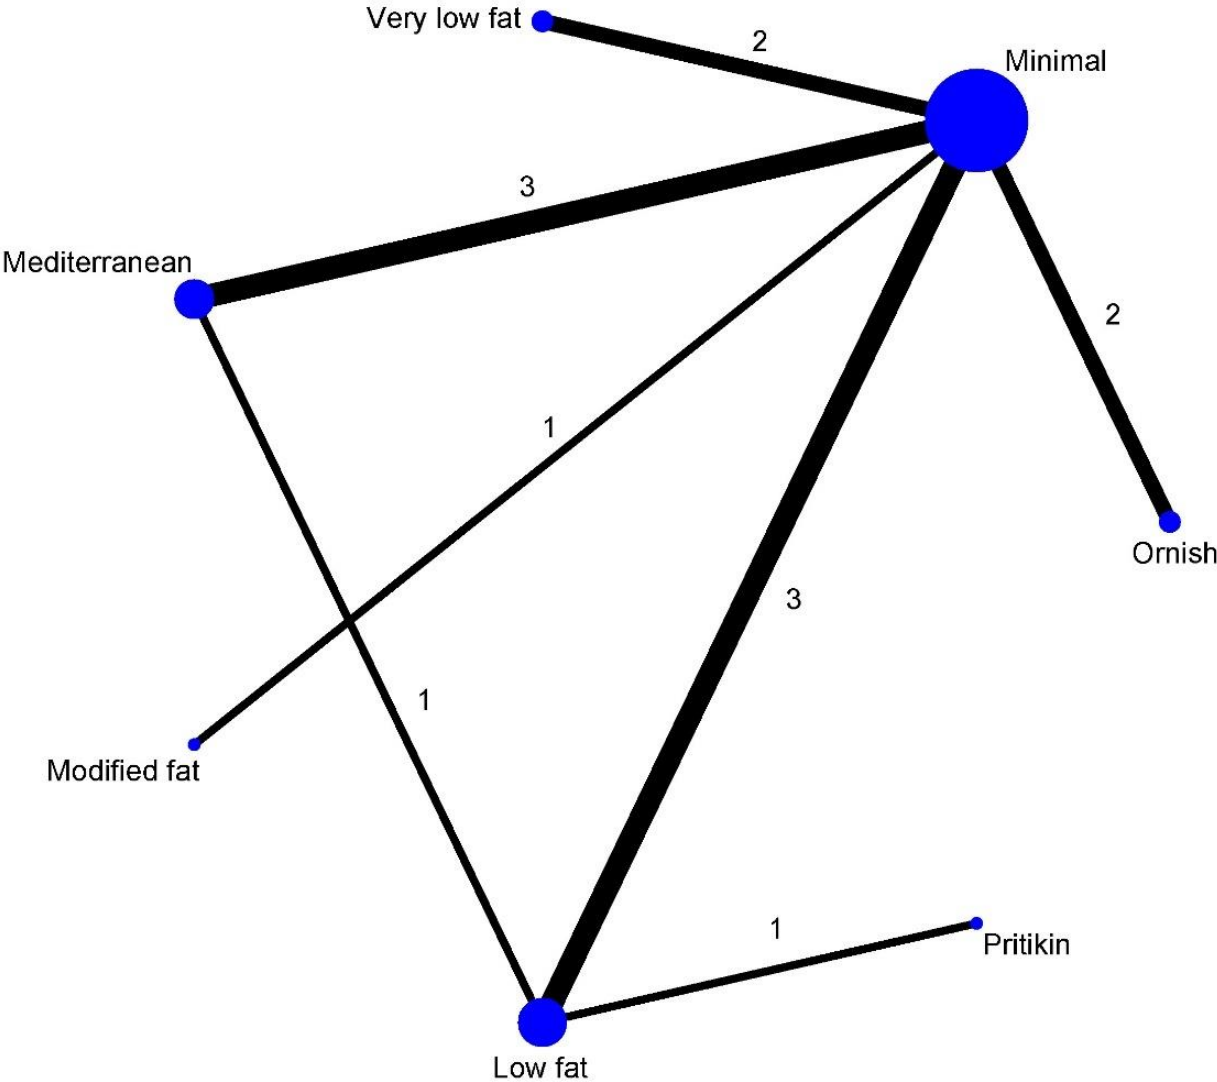 Very low fat
2
Minimal
3
Mediterranean
2
1
Ornish
3
1
Modified fat
1
Pritikin
Low fat